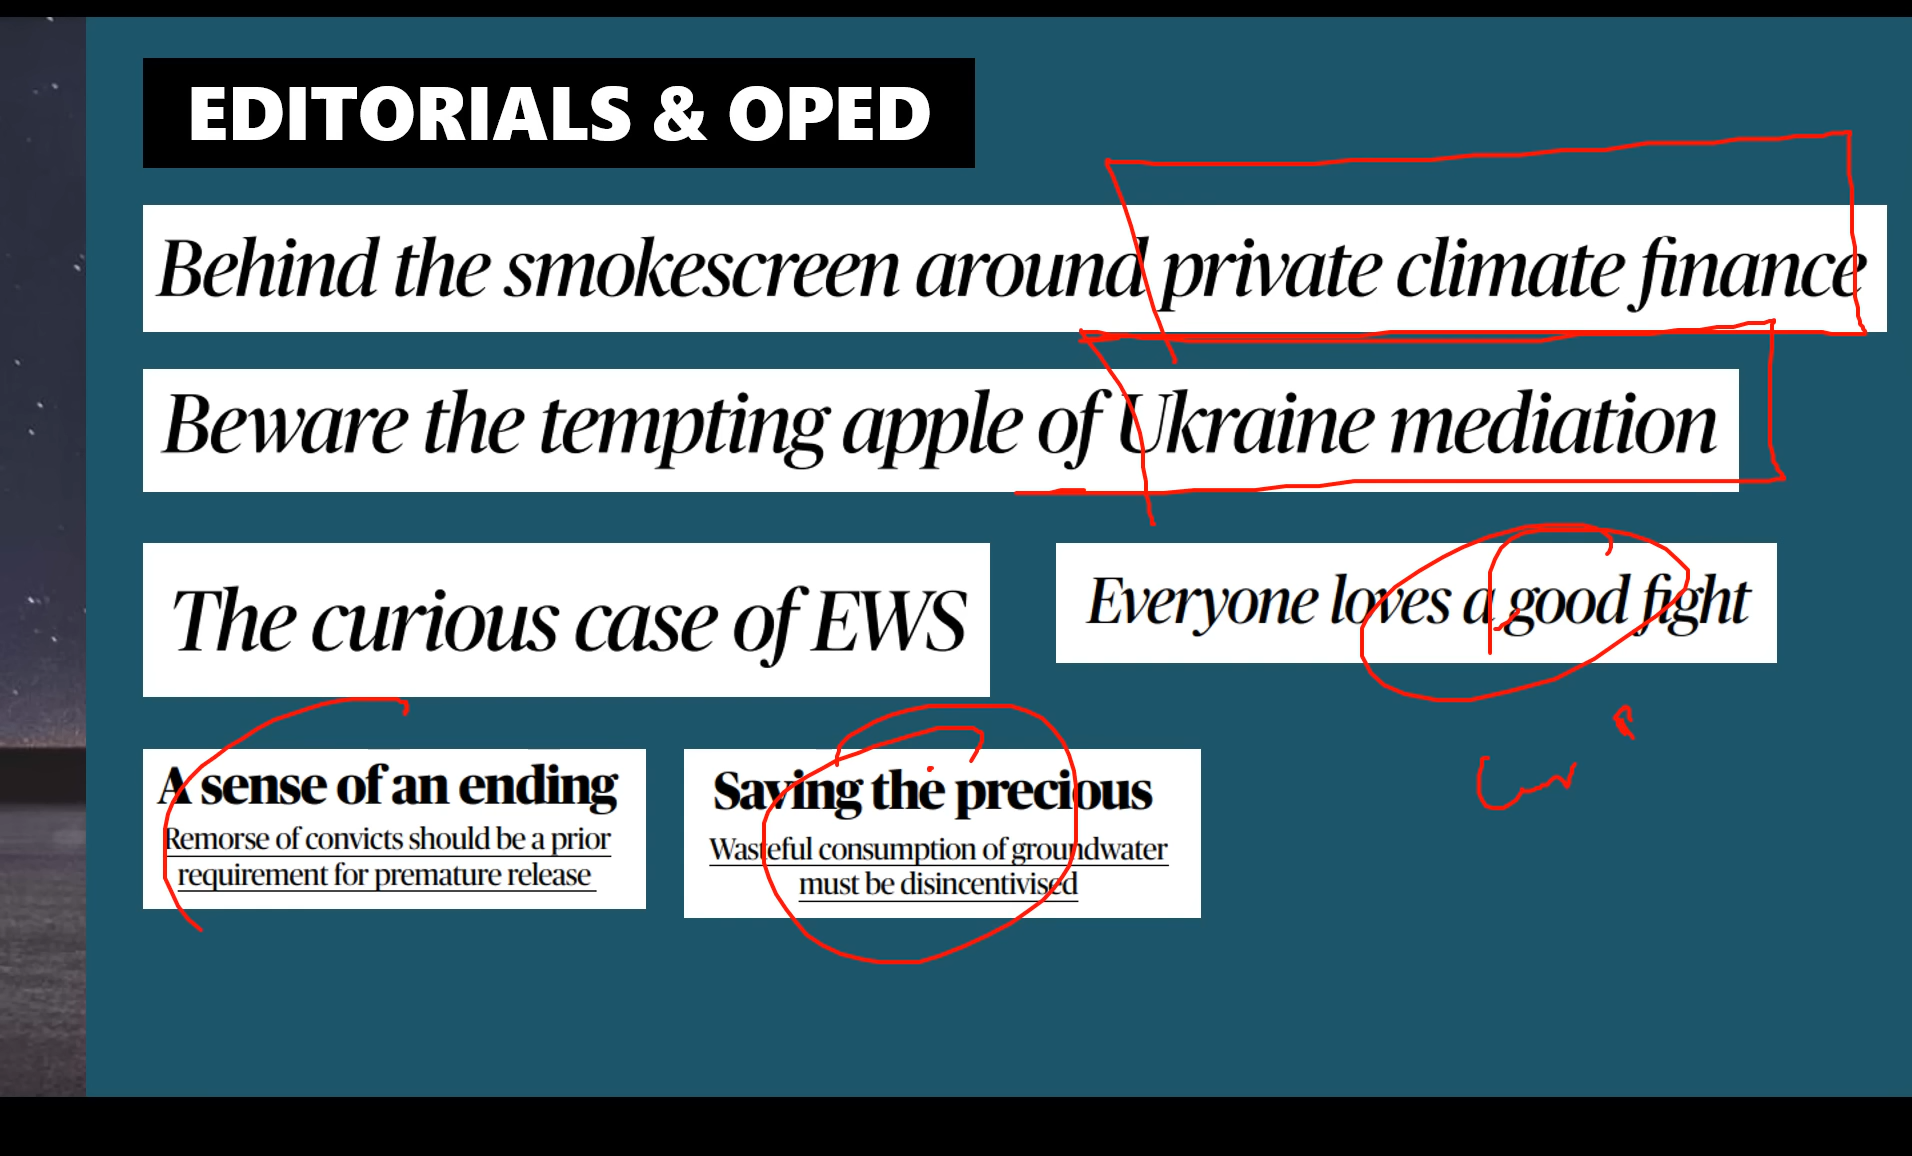 EDITORIALS & OPED
Behind the smokescreen around private climate finance
Beware the tempting apple of Ukraine mediation
The curious case of EWS
Everyone loves a good fight
A sense of an ending
Remorse of convicts should be a prior
requirement for premature release
Saving the precious
Wasteful consumption of groundwater
must be disincentivised